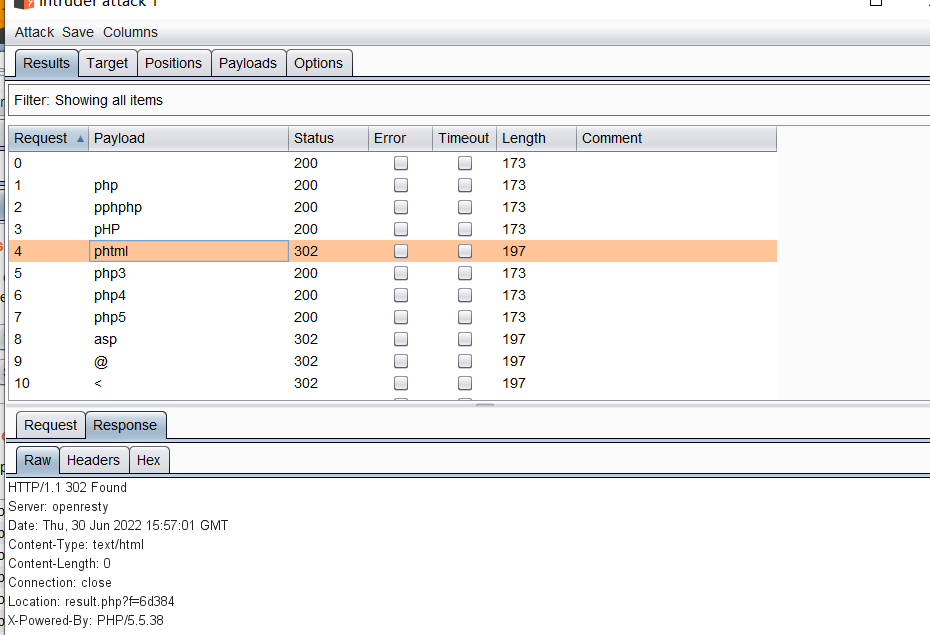 Intruder attack 1
Attack Save Columns
Results Target Positions Payloads Options
Filter: Showing all items
Request Payload Status Error Timeout Length Comment
0 200 173
1 php 200 173
2 pphphp 200 173
3 pHP 200 173
4 phtml 302 197
5 php3 200 173
6 php4 200 173
7 php5 200 173
8 asp 302 197
9 @ 302 197
10 < 302 197
Request Response
Raw Headers Hex
HTTP/1.1 302 Found
Server: openresty
Date: Thu, 30 Jun 2022 15:57:01 GMT
Content-Type: text/html
Content-Length: 0
Connection: close
Location: result.php?f=6d384
X-Powered-By: PHP/5.5.38